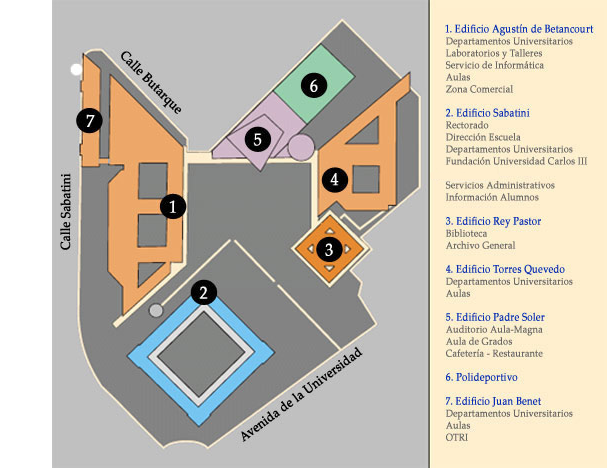 Calle Butarque
6
7
5
4
1
Calle Sabatini
3
2
Avenida de la Universidad
1. Edificio Agustín de Betancourt
Departamentos Universitarios
Laboratorios y Talleres
Servicio de Informática
Aulas
Zona Comercial
2. Edificio Sabatini
Rectorado
Dirección Escuela
Departamentos Universitarios
Fundación Universidad Carlos III
Servicios Administrativos
Información Alumnos
3. Edificio Rey Pastor
Biblioteca
Archivo General
4. Edificio Torres Quevedo
Departamentos Universitarios
Aulas
5. Edificio Padre Soler
Auditorio Aula-Magna
Aula de Grados
Cafetería - Restaurante
6. Polideportivo
7. Edificio Juan Benet
Departamentos Universitarios
Aulas
OTRI